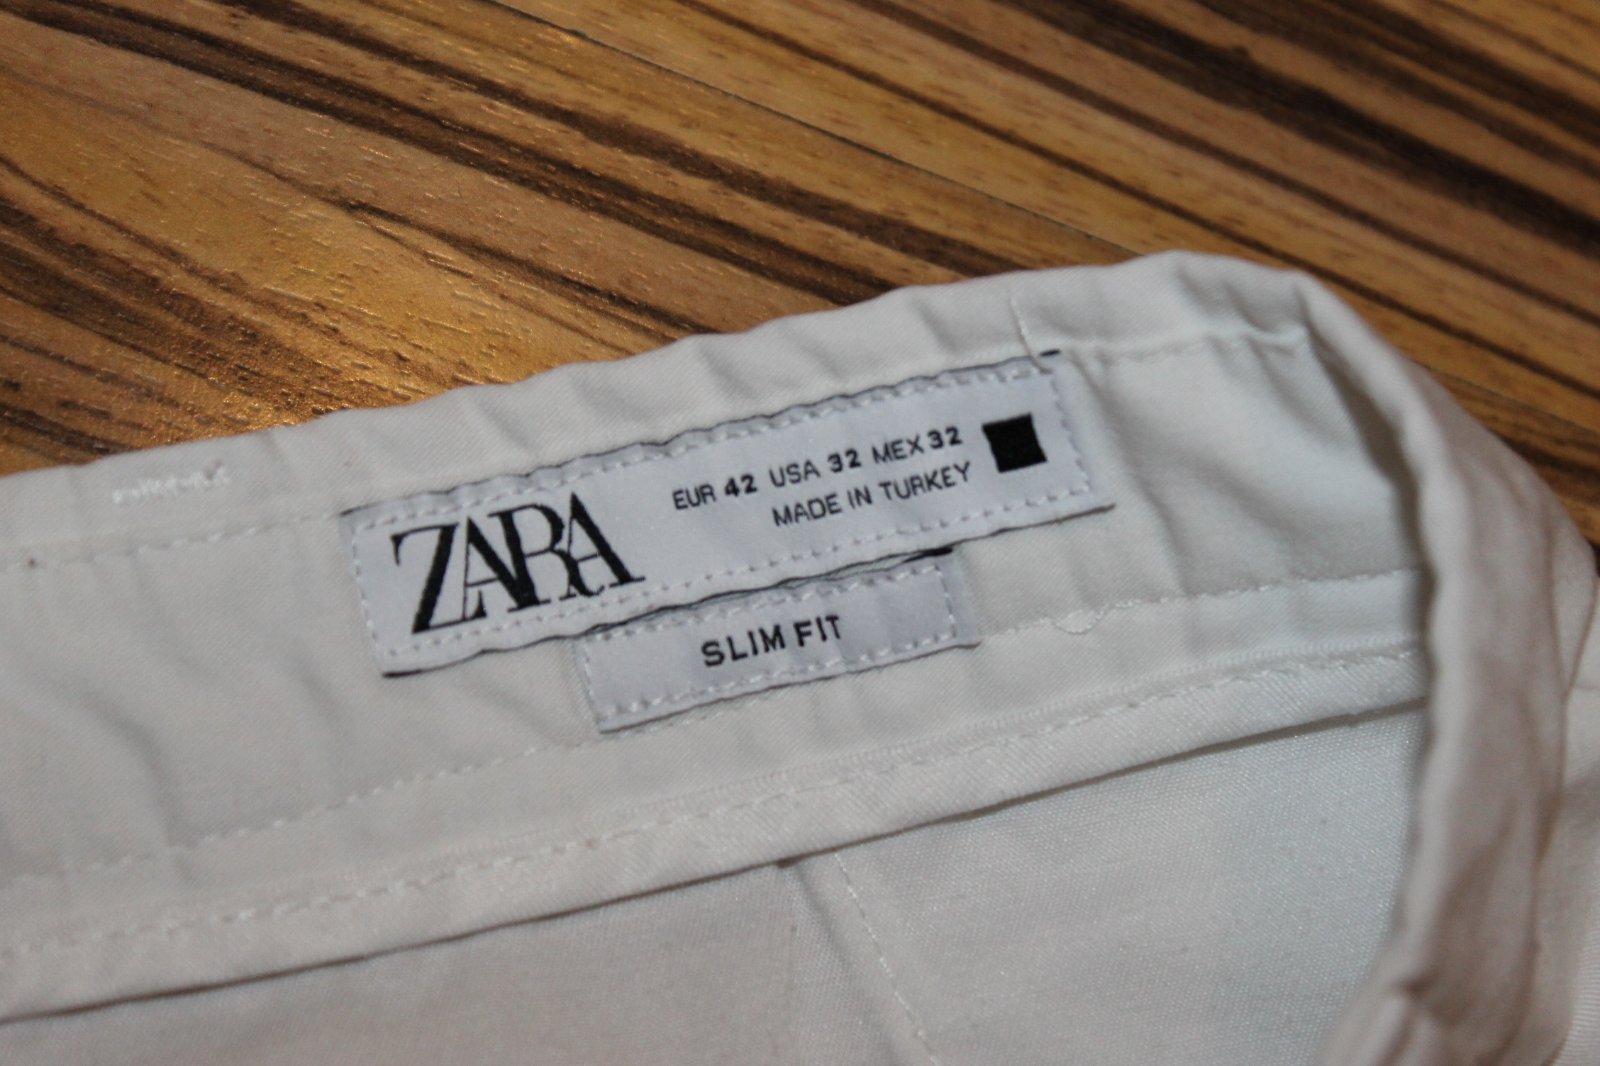 ZARA
EUR 42 USA 32 MEX 32
MADE IN TURKEY
SLIM FIT